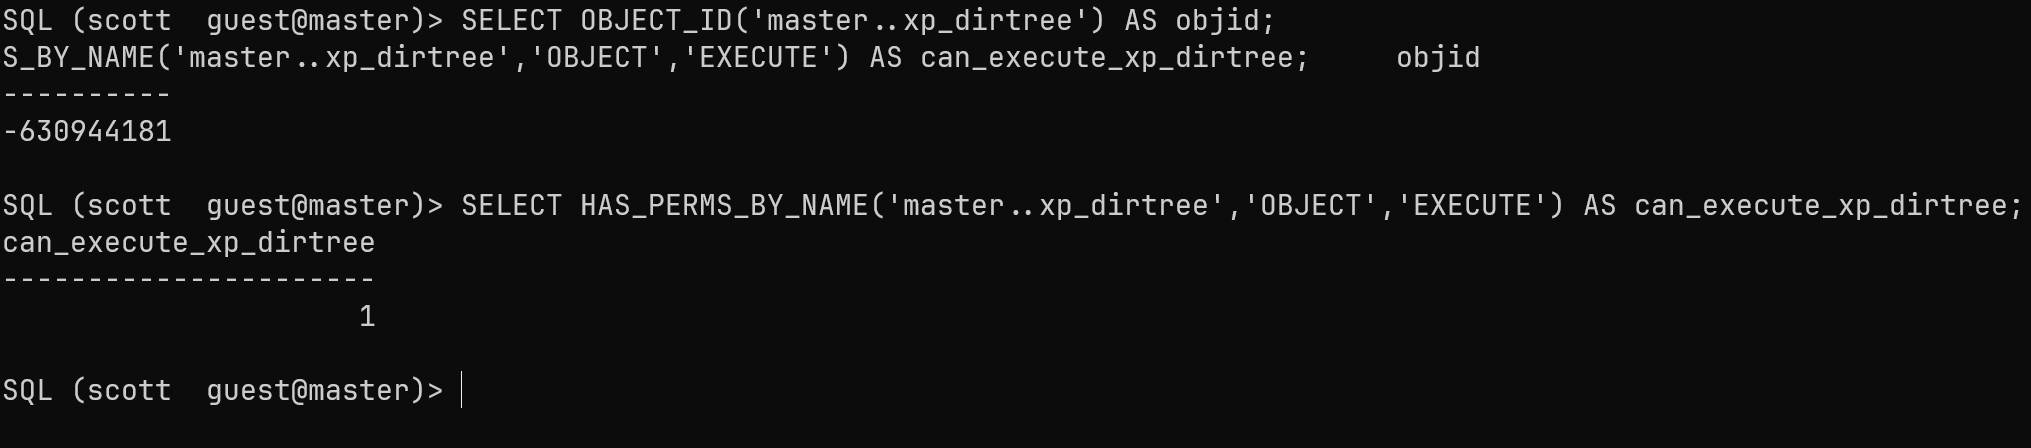 SQL (scott  guest@master)> SELECT OBJECT_ID('master..xp_dirtree') AS objid;
S_BY_NAME('master..xp_dirtree','OBJECT','EXECUTE') AS can_execute_xp_dirtree;     objid
----------
-630944181
SQL (scott  guest@master)> SELECT HAS_PERMS_BY_NAME('master..xp_dirtree','OBJECT','EXECUTE') AS can_execute_xp_dirtree;
can_execute_xp_dirtree
----------------------
1
SQL (scott  guest@master)>